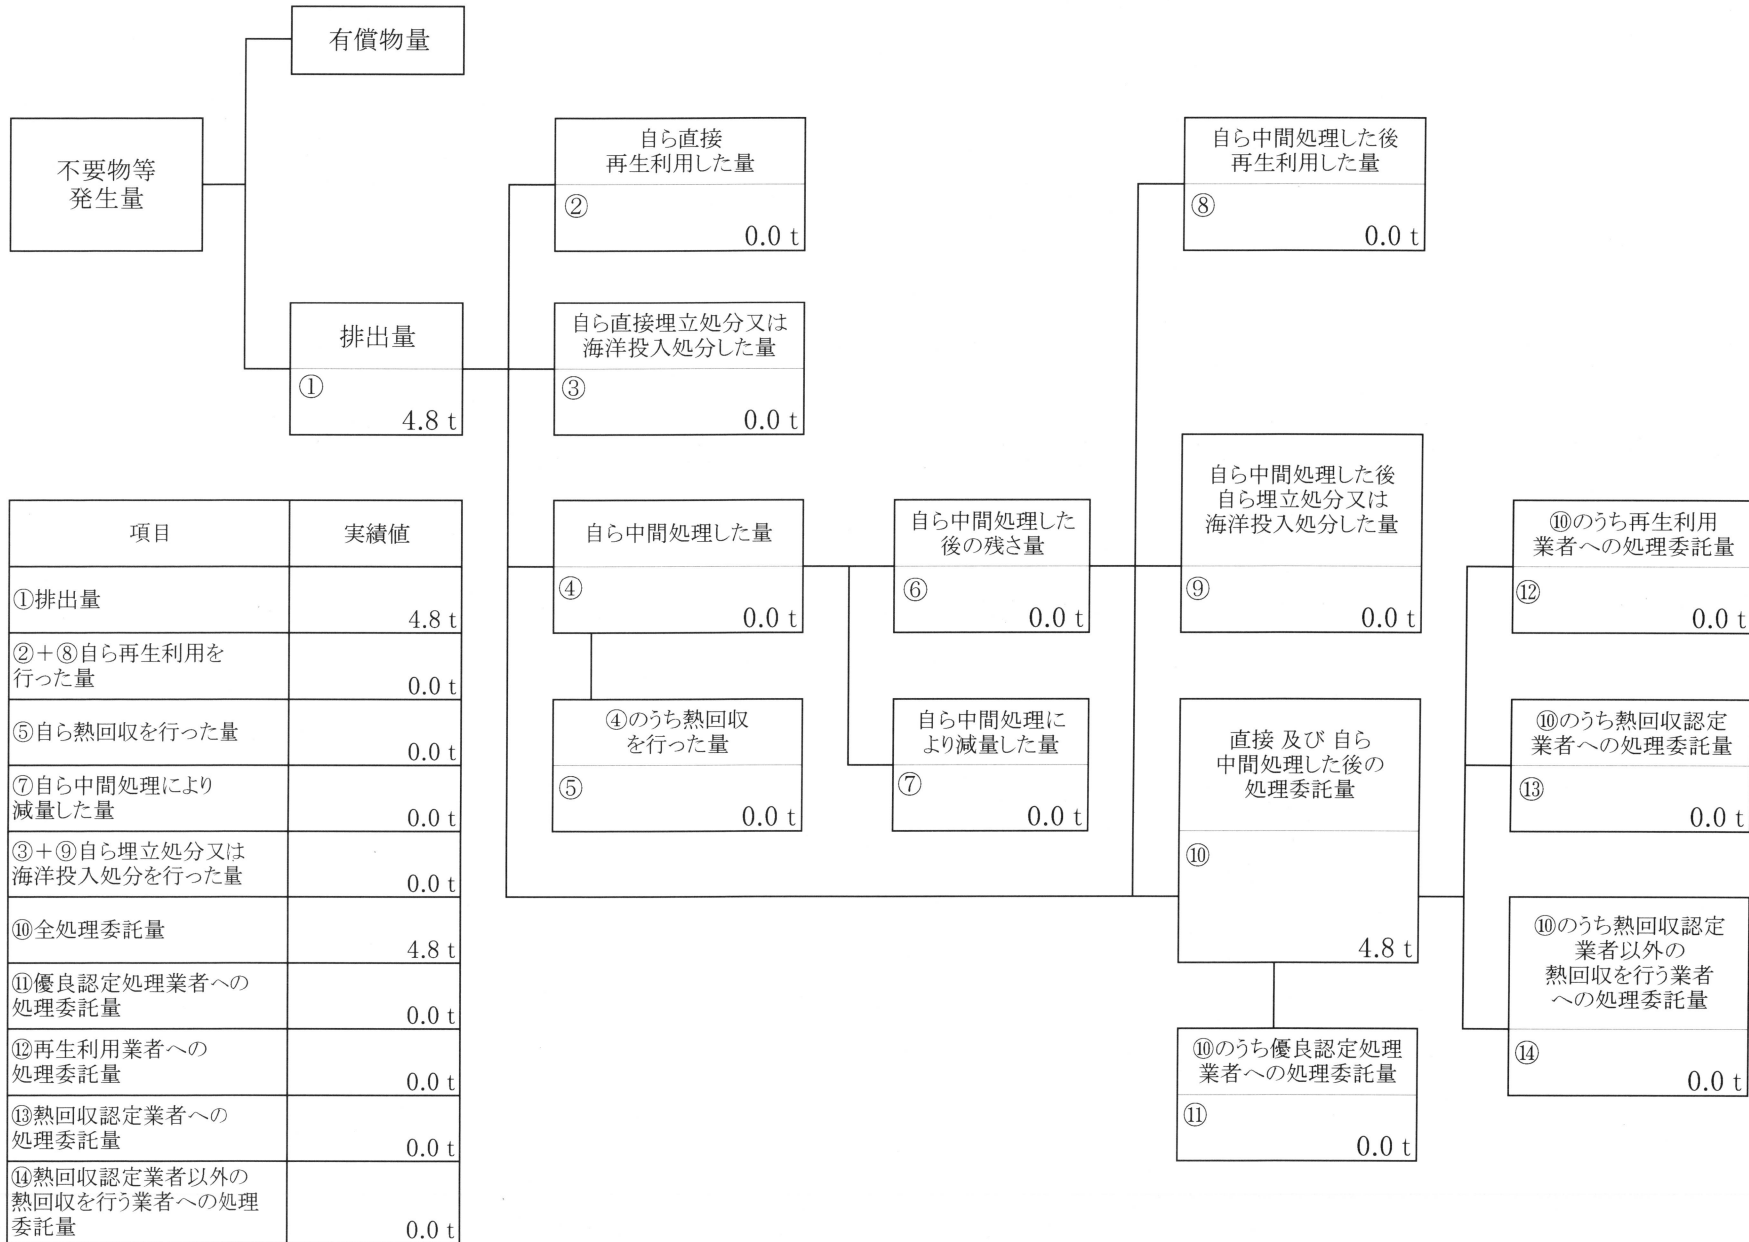 有償物量
不要物等
発生量
排出量
①
4.8 t
自ら直接
再生利用した量
②
0.0 t
自ら直接埋立処分又は
海洋投入処分した量
③
0.0 t
自ら中間処理した量
④
0.0 t
④のうち熱回収
を行った量
⑤
0.0 t
自ら中間処理した
後の残さ量
⑥
0.0 t
自ら中間処理に
より減量した量
⑦
0.0 t
自ら中間処理した後
再生利用した量
⑧
0.0 t
自ら中間処理した後
自ら埋立処分又は
海洋投入処分した量
⑨
0.0 t
直接 及び 自ら
中間処理した後の
処理委託量
⑩
4.8 t
⑩のうち優良認定処理
業者への処理委託量
⑪
0.0 t
⑩のうち再生利用
業者への処理委託量
⑫
0.0 t
⑩のうち熱回収認定
業者への処理委託量
⑬
0.0 t
⑩のうち熱回収認定
業者以外の
熱回収を行う業者
への処理委託量
⑭
0.0 t
項目 実績値
①排出量
4.8 t
②＋⑧自ら再生利用を
行った量
0.0 t
⑤自ら熱回収を行った量
0.0 t
⑦自ら中間処理により
減量した量
0.0 t
③＋⑨自ら埋立処分又は
海洋投入処分を行った量
0.0 t
⑩全処理委託量
4.8 t
⑪優良認定処理業者への
処理委託量
0.0 t
⑫再生利用業者への
処理委託量
0.0 t
⑬熱回収認定業者への
処理委託量
0.0 t
⑭熱回収認定業者以外の
熱回収を行う業者への処理
委託量
0.0 t